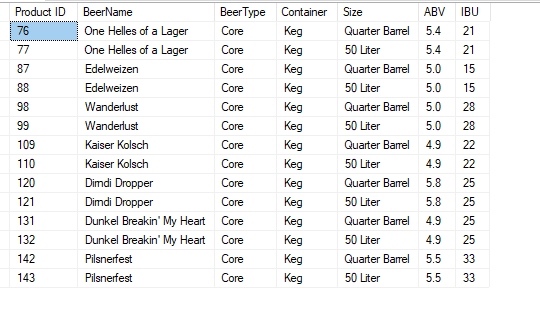 Product ID BeerName BeerType Container Size ABV IBU
76 One Helles of a Lager Core Keg Quarter Barrel 5.4 21
77 One Helles of a Lager Core Keg 50 Liter 5.4 21
87 Edelweizen Core Keg Quarter Barrel 5.0 15
88 Edelweizen Core Keg 50 Liter 5.0 15
98 Wanderlust Core Keg Quarter Barrel 5.0 28
99 Wanderlust Core Keg 50 Liter 5.0 28
109 Kaiser Kolsch Core Keg Quarter Barrel 4.9 22
110 Kaiser Kolsch Core Keg 50 Liter 4.9 22
120 Dirndi Dropper Core Keg Quarter Barrel 5.8 25
121 Dirndi Dropper Core Keg 50 Liter 5.8 25
131 Dunkel Breakin' My Heart Core Keg Quarter Barrel 4.9 25
132 Dunkel Breakin' My Heart Core Keg 50 Liter 4.9 25
142 Pilsnerfest Core Keg Quarter Barrel 5.5 33
143 Pilsnerfest Core Keg 50 Liter 5.5 33